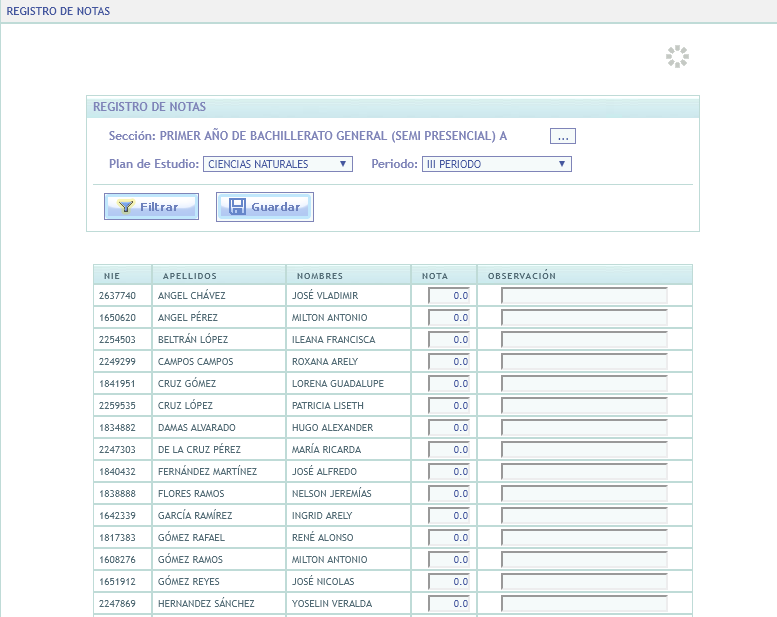 REGISTRO DE NOTAS
REGISTRO DE NOTAS
Sección: PRIMER AÑO DE BACHILLERATO GENERAL (SEMI PRESENCIAL) A ...
Plan de Estudio: CIENCIAS NATURALES Periodo: III PERIODO
Filtrar Guardar
NIE APELLIDOS NOMBRES NOTA OBSERVACIÓN
2637740 ANGEL CHÁVEZ JOSÉ VLADIMIR 0.0
1650620 ANGEL PÉREZ MILTON ANTONIO 0.0
2254503 BELTRÁN LÓPEZ ILEANA FRANCISCA 0.0
2249299 CAMPOS CAMPOS ROXANA ARELY 0.0
1841951 CRUZ GÓMEZ LORENA GUADALUPE 0.0
2259535 CRUZ LÓPEZ PATRICIA LISETH 0.0
1834882 DAMAS ALVARADO HUGO ALEXANDER 0.0
2247303 DE LA CRUZ PÉREZ MARÍA RICARDA 0.0
1840432 FERNÁNDEZ MARTÍNEZ JOSÉ ALFREDO 0.0
1838888 FLORES RAMOS NELSON JEREMÍAS 0.0
1642339 GARCÍA RAMÍREZ INGRID ARELY 0.0
1817383 GÓMEZ RAFAEL RENÉ ALONSO 0.0
1608276 GÓMEZ RAMOS MILTON ANTONIO 0.0
1651912 GÓMEZ REYES JOSÉ NICOLAS 0.0
2247869 HERNANDEZ SÁNCHEZ YOSELIN VERALDA 0.0